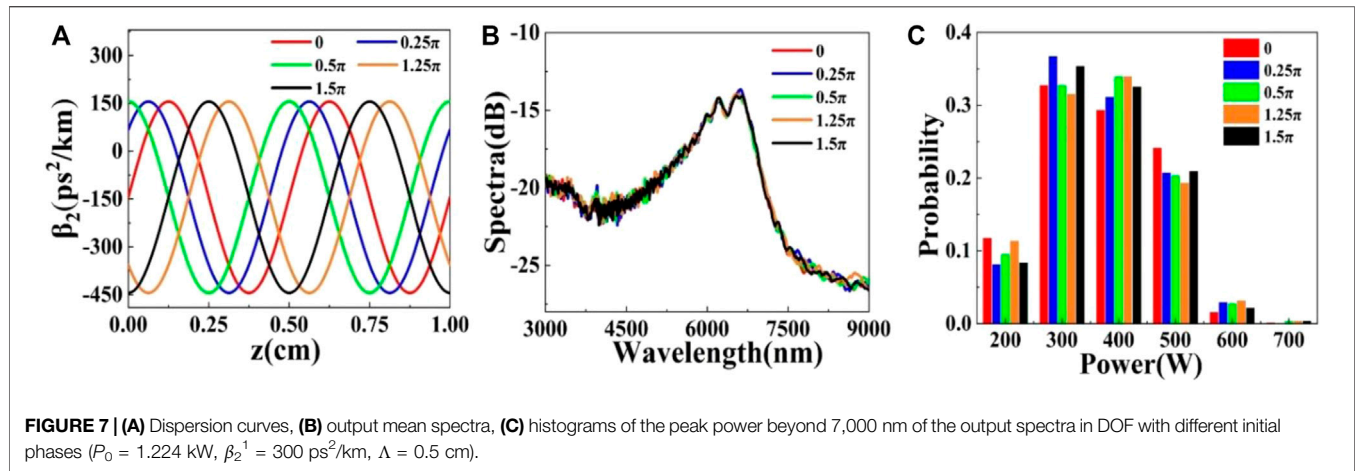 A
0
0.25π
0.5π
1.25π
1.5π
300
150
0
-150
-300
-450
β₂(ps²/km)
0.00
0.25
0.50
0.75
1.00
z(cm)
B
0
0.25π
0.5π
1.25π
1.5π
-10
-15
-20
-25
Spectra(dB)
3000
4500
6000
7500
9000
Wavelength(nm)
C
0
0.25π
0.5π
1.25π
1.5π
0.4
0.3
0.2
0.1
0.0
Probability
200
300
400
500
600
700
Power(W)
FIGURE 7 | (A) Dispersion curves, (B) output mean spectra, (C) histograms of the peak power beyond 7,000 nm of the output spectra in DOF with different initial
phases (P₀ = 1.224 kW, β₂¹ = 300 ps²/km, Λ = 0.5 cm).